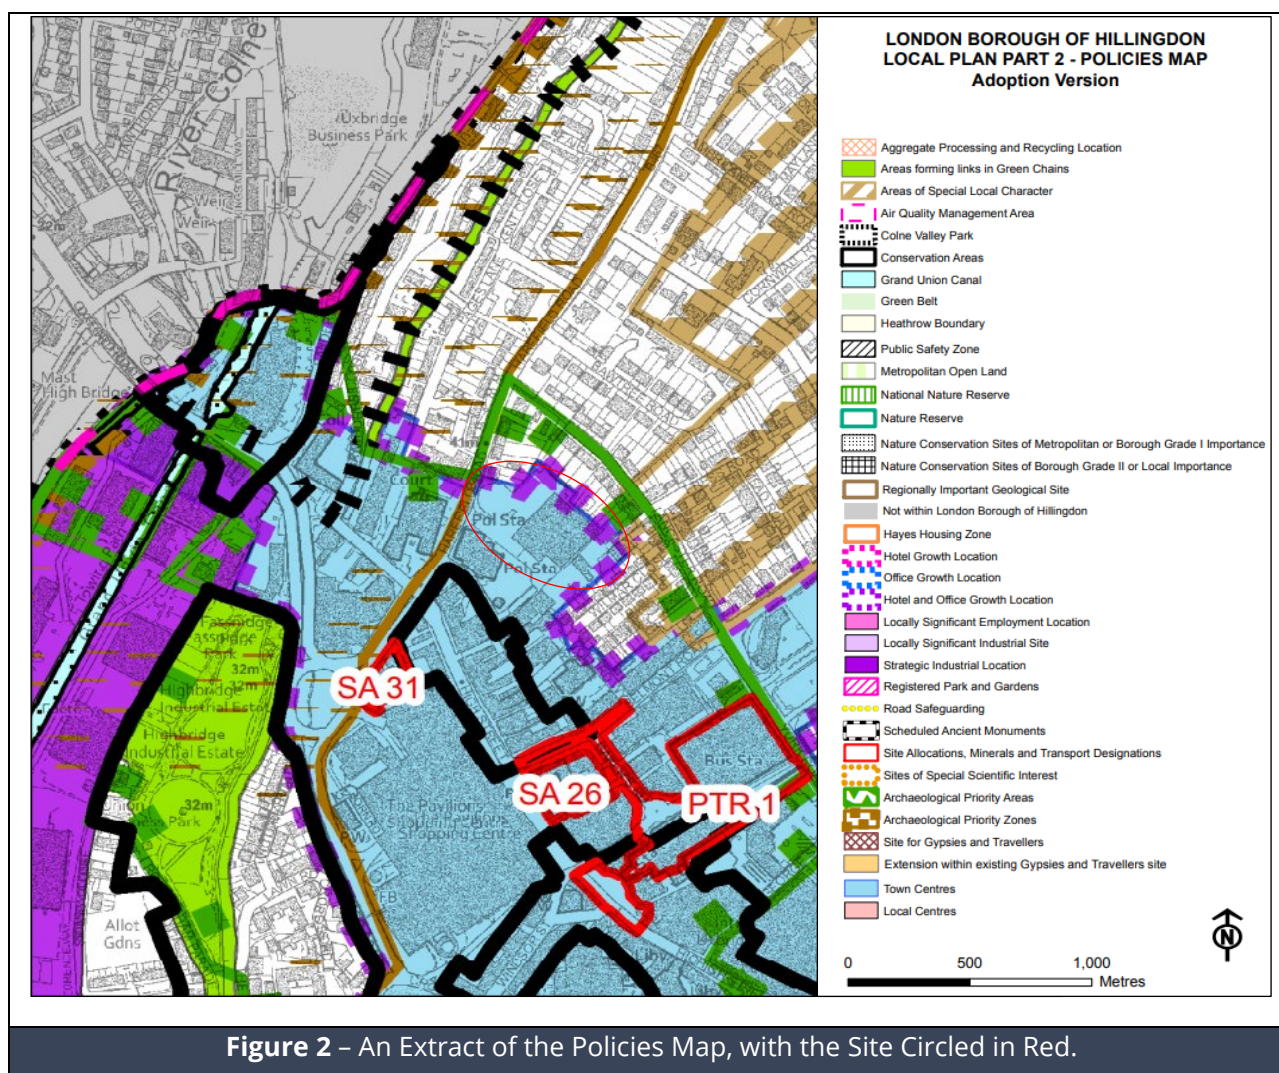 River Colne
Uxbridge
Business Park
Weir
Weir
22m
Mast
High Bridge
Court
Pol Sta
Pol Sta
Fassnidge
Park
32m
Highbridge
Industrial Estate
Highbridge
Industrial Estate
32m
SA 31
SA 26
PTR 1
Bus Sta
The Pavilions
Shopping Centre
FB
Allot
Gdns
LONDON BOROUGH OF HILLINGDON
LOCAL PLAN PART 2 - POLICIES MAP
Adoption Version
Aggregate Processing and Recycling Location
Areas forming links in Green Chains
Areas of Special Local Character
Air Quality Management Area
Colne Valley Park
Conservation Areas
Grand Union Canal
Green Belt
Heathrow Boundary
Public Safety Zone
Metropolitan Open Land
National Nature Reserve
Nature Reserve
Nature Conservation Sites of Metropolitan or Borough Grade I Importance
Nature Conservation Sites of Borough Grade II or Local Importance
Regionally Important Geological Site
Not within London Borough of Hillingdon
Hayes Housing Zone
Hotel Growth Location
Office Growth Location
Hotel and Office Growth Location
Locally Significant Employment Location
Locally Significant Industrial Site
Strategic Industrial Location
Registered Park and Gardens
Road Safeguarding
Scheduled Ancient Monuments
Site Allocations, Minerals and Transport Designations
Sites of Special Scientific Interest
Archaeological Priority Areas
Archaeological Priority Zones
Site for Gypsies and Travellers
Extension within existing Gypsies and Travellers site
Town Centres
Local Centres
N
0 500 1,000
Metres
Figure 2 – An Extract of the Policies Map, with the Site Circled in Red.